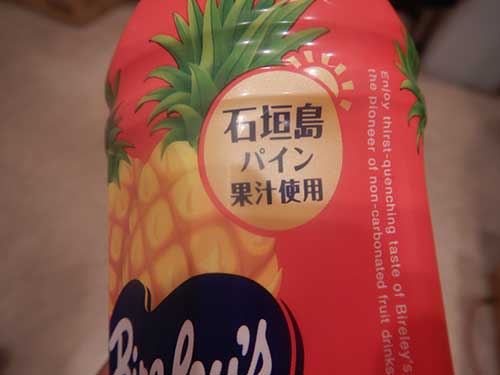 石垣島
パイン
果汁使用
Enjoy thirst-quenching taste of Bireley's
the pioneer of non-carbonated fruit drinks
Bireley's